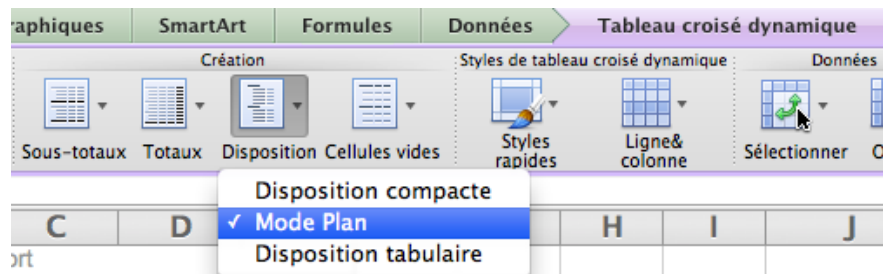 aphiques SmartArt Formules Données Tableau croisé dynamique
Création Styles de tableau croisé dynamique Données
Sous-totaux Totaux Disposition Cellules vides Styles rapides Ligne& colonne Sélectionner O
Disposition compacte
✓ Mode Plan
Disposition tabulaire
C D H I J
ort